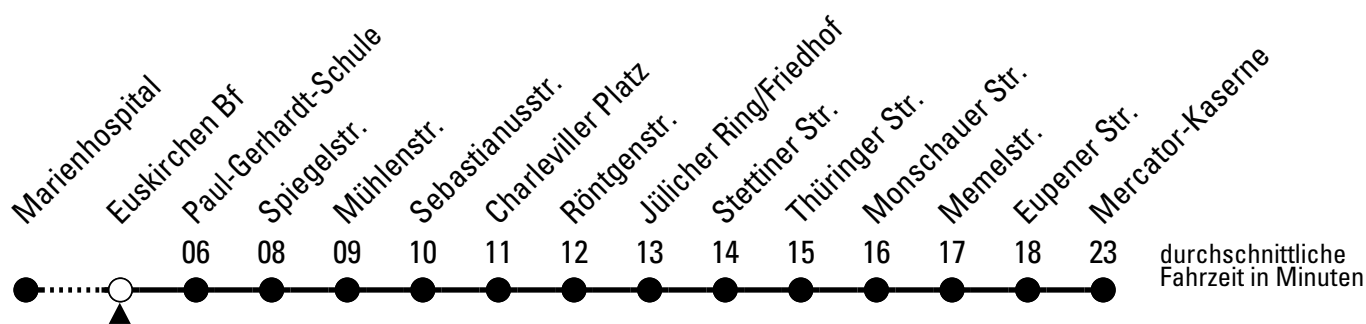 Marienhospital
Euskirchen Bf
Paul-Gerhardt-Schule
Spiegelstr.
Mühlenstr.
Sebastianusstr.
Charleviller Platz
Röntgenstr.
Jülicher Ring/Friedhof
Stettiner Str.
Thüringer Str.
Monschauer Str.
Memelstr.
Eupener Str.
Mercator-Kaserne
06 08 09 10 11 12 13 14 15 16 17 18 23
durchschnittliche
Fahrzeit in Minuten